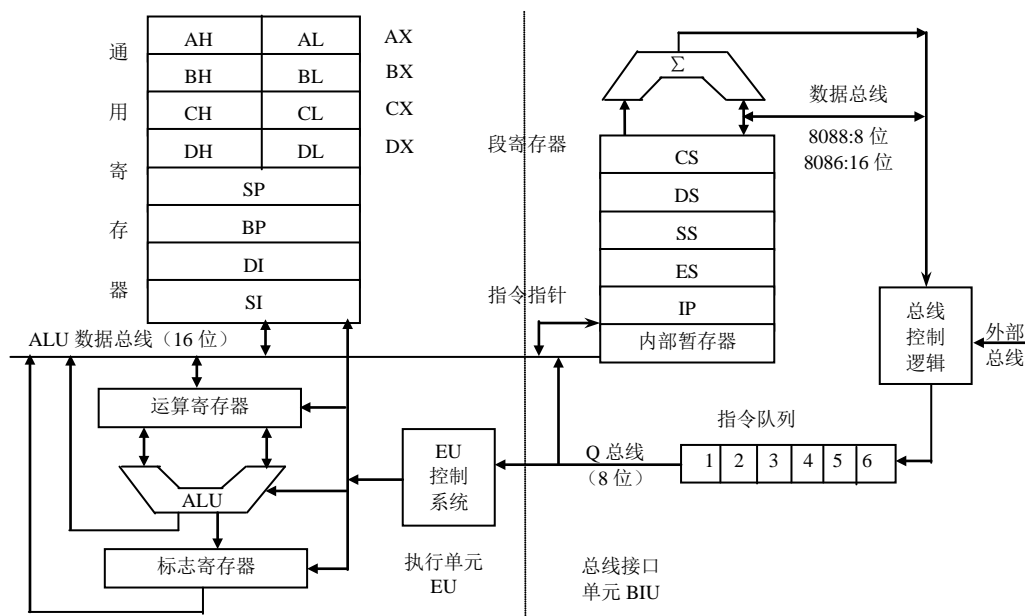 通用寄存器
AH AL AX
BH BL BX
CH CL CX
DH DL DX
SP
BP
DI
SI
ALU 数据总线（16 位）
运算寄存器
ALU
标志寄存器
EU
控制
系统
执行单元
EU
Σ
数据总线
8088:8 位
8086:16 位
段寄存器
CS
DS
SS
ES
指令指针
IP
内部暂存器
总线
控制
逻辑
外部
总线
指令队列
1 2 3 4 5 6
Q 总线
（8 位）
总线接口
单元 BIU